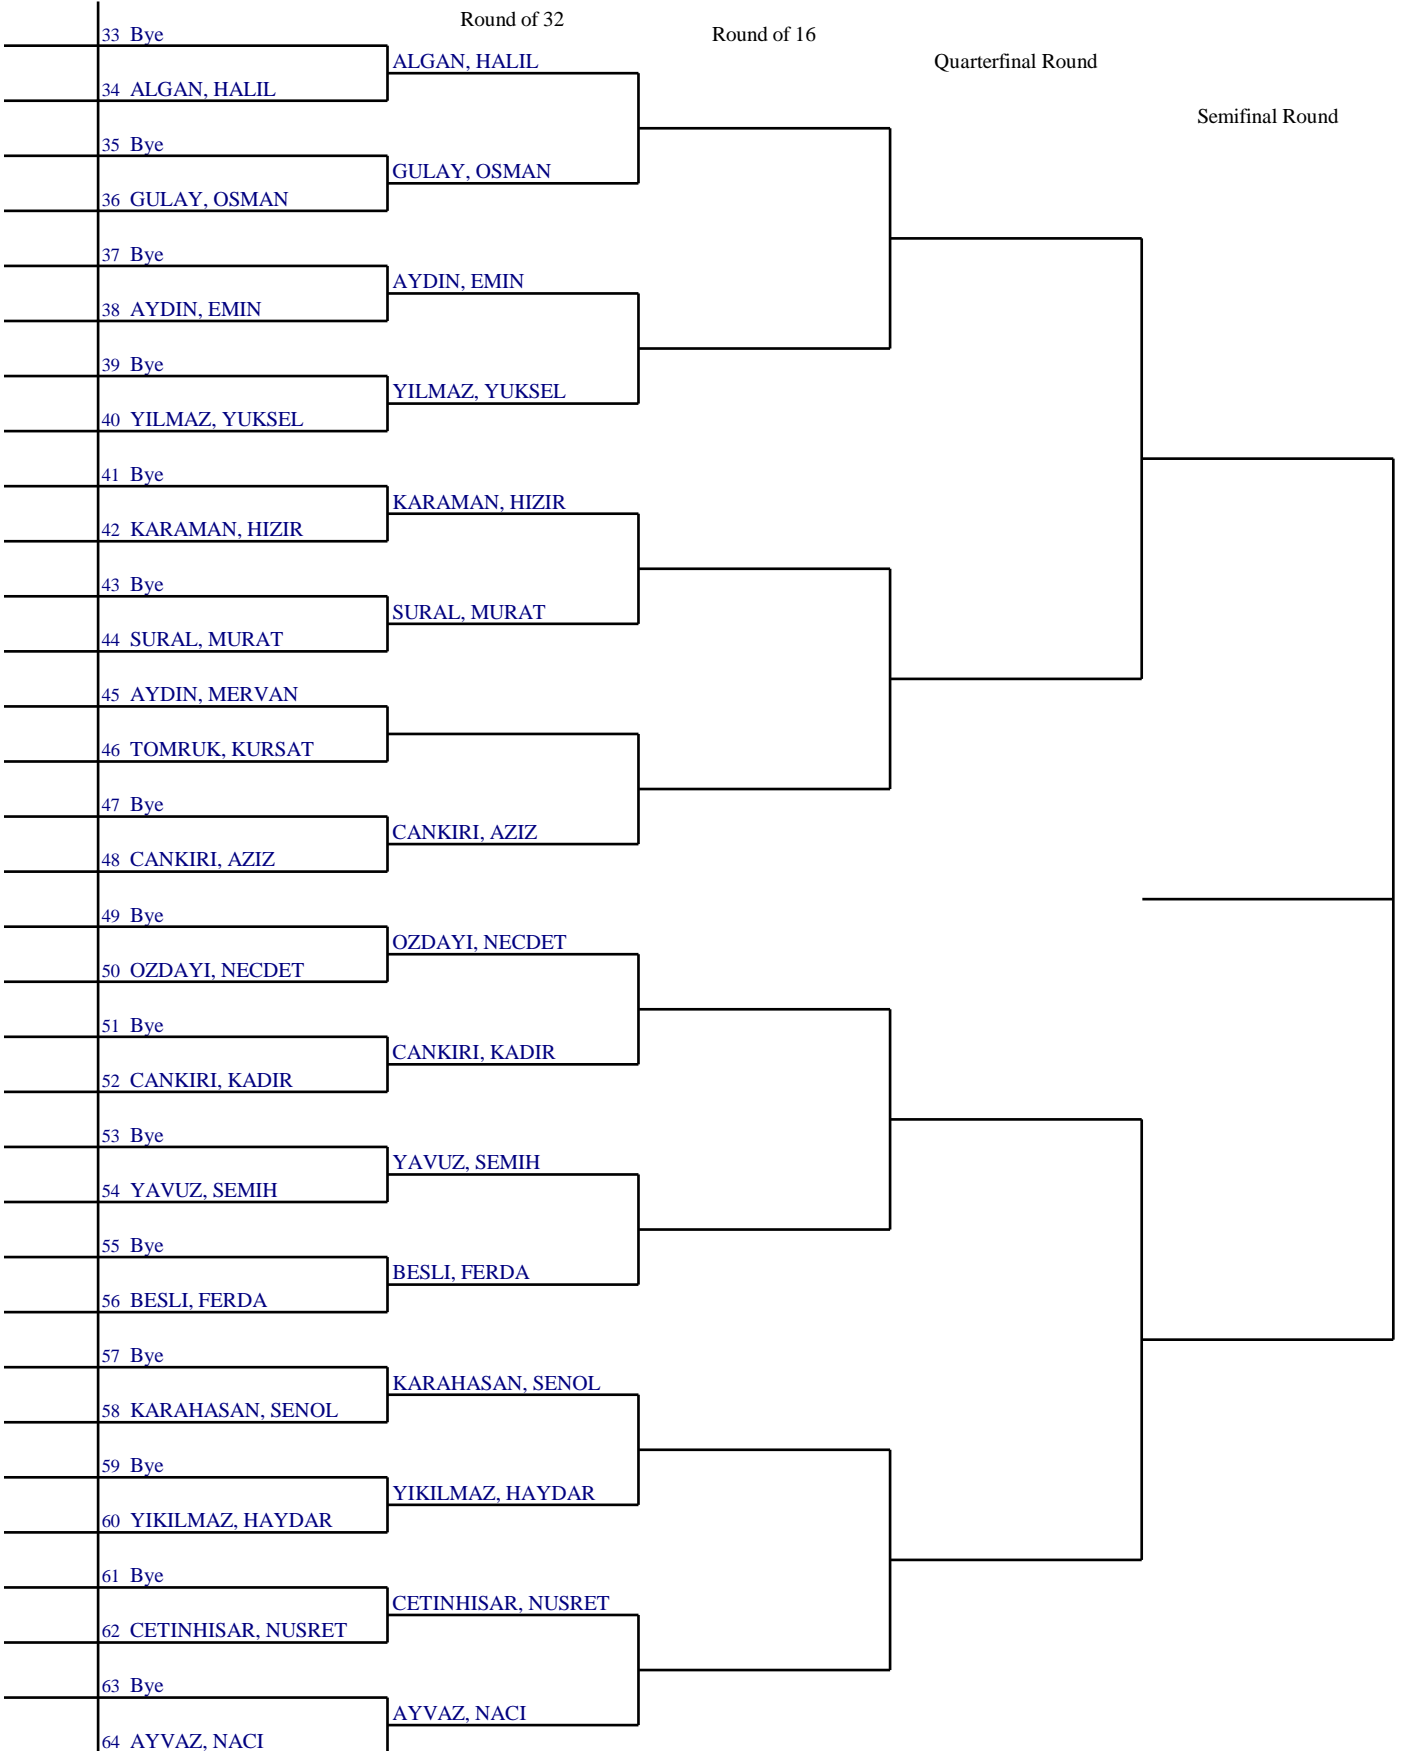 Round of 32
Round of 16
Quarterfinal Round
Semifinal Round
33 Bye
ALGAN, HALIL
34 ALGAN, HALIL
35 Bye
GULAY, OSMAN
36 GULAY, OSMAN
37 Bye
AYDIN, EMIN
38 AYDIN, EMIN
39 Bye
YILMAZ, YUKSEL
40 YILMAZ, YUKSEL
41 Bye
KARAMAN, HIZIR
42 KARAMAN, HIZIR
43 Bye
SURAL, MURAT
44 SURAL, MURAT
45 AYDIN, MERVAN
46 TOMRUK, KURSAT
47 Bye
CANKIRI, AZIZ
48 CANKIRI, AZIZ
49 Bye
OZDAYI, NECDET
50 OZDAYI, NECDET
51 Bye
CANKIRI, KADIR
52 CANKIRI, KADIR
53 Bye
YAVUZ, SEMIH
54 YAVUZ, SEMIH
55 Bye
BESLI, FERDA
56 BESLI, FERDA
57 Bye
KARAHASAN, SENOL
58 KARAHASAN, SENOL
59 Bye
YIKILMAZ, HAYDAR
60 YIKILMAZ, HAYDAR
61 Bye
CETINHISAR, NUSRET
62 CETINHISAR, NUSRET
63 Bye
AYVAZ, NACI
64 AYVAZ, NACI